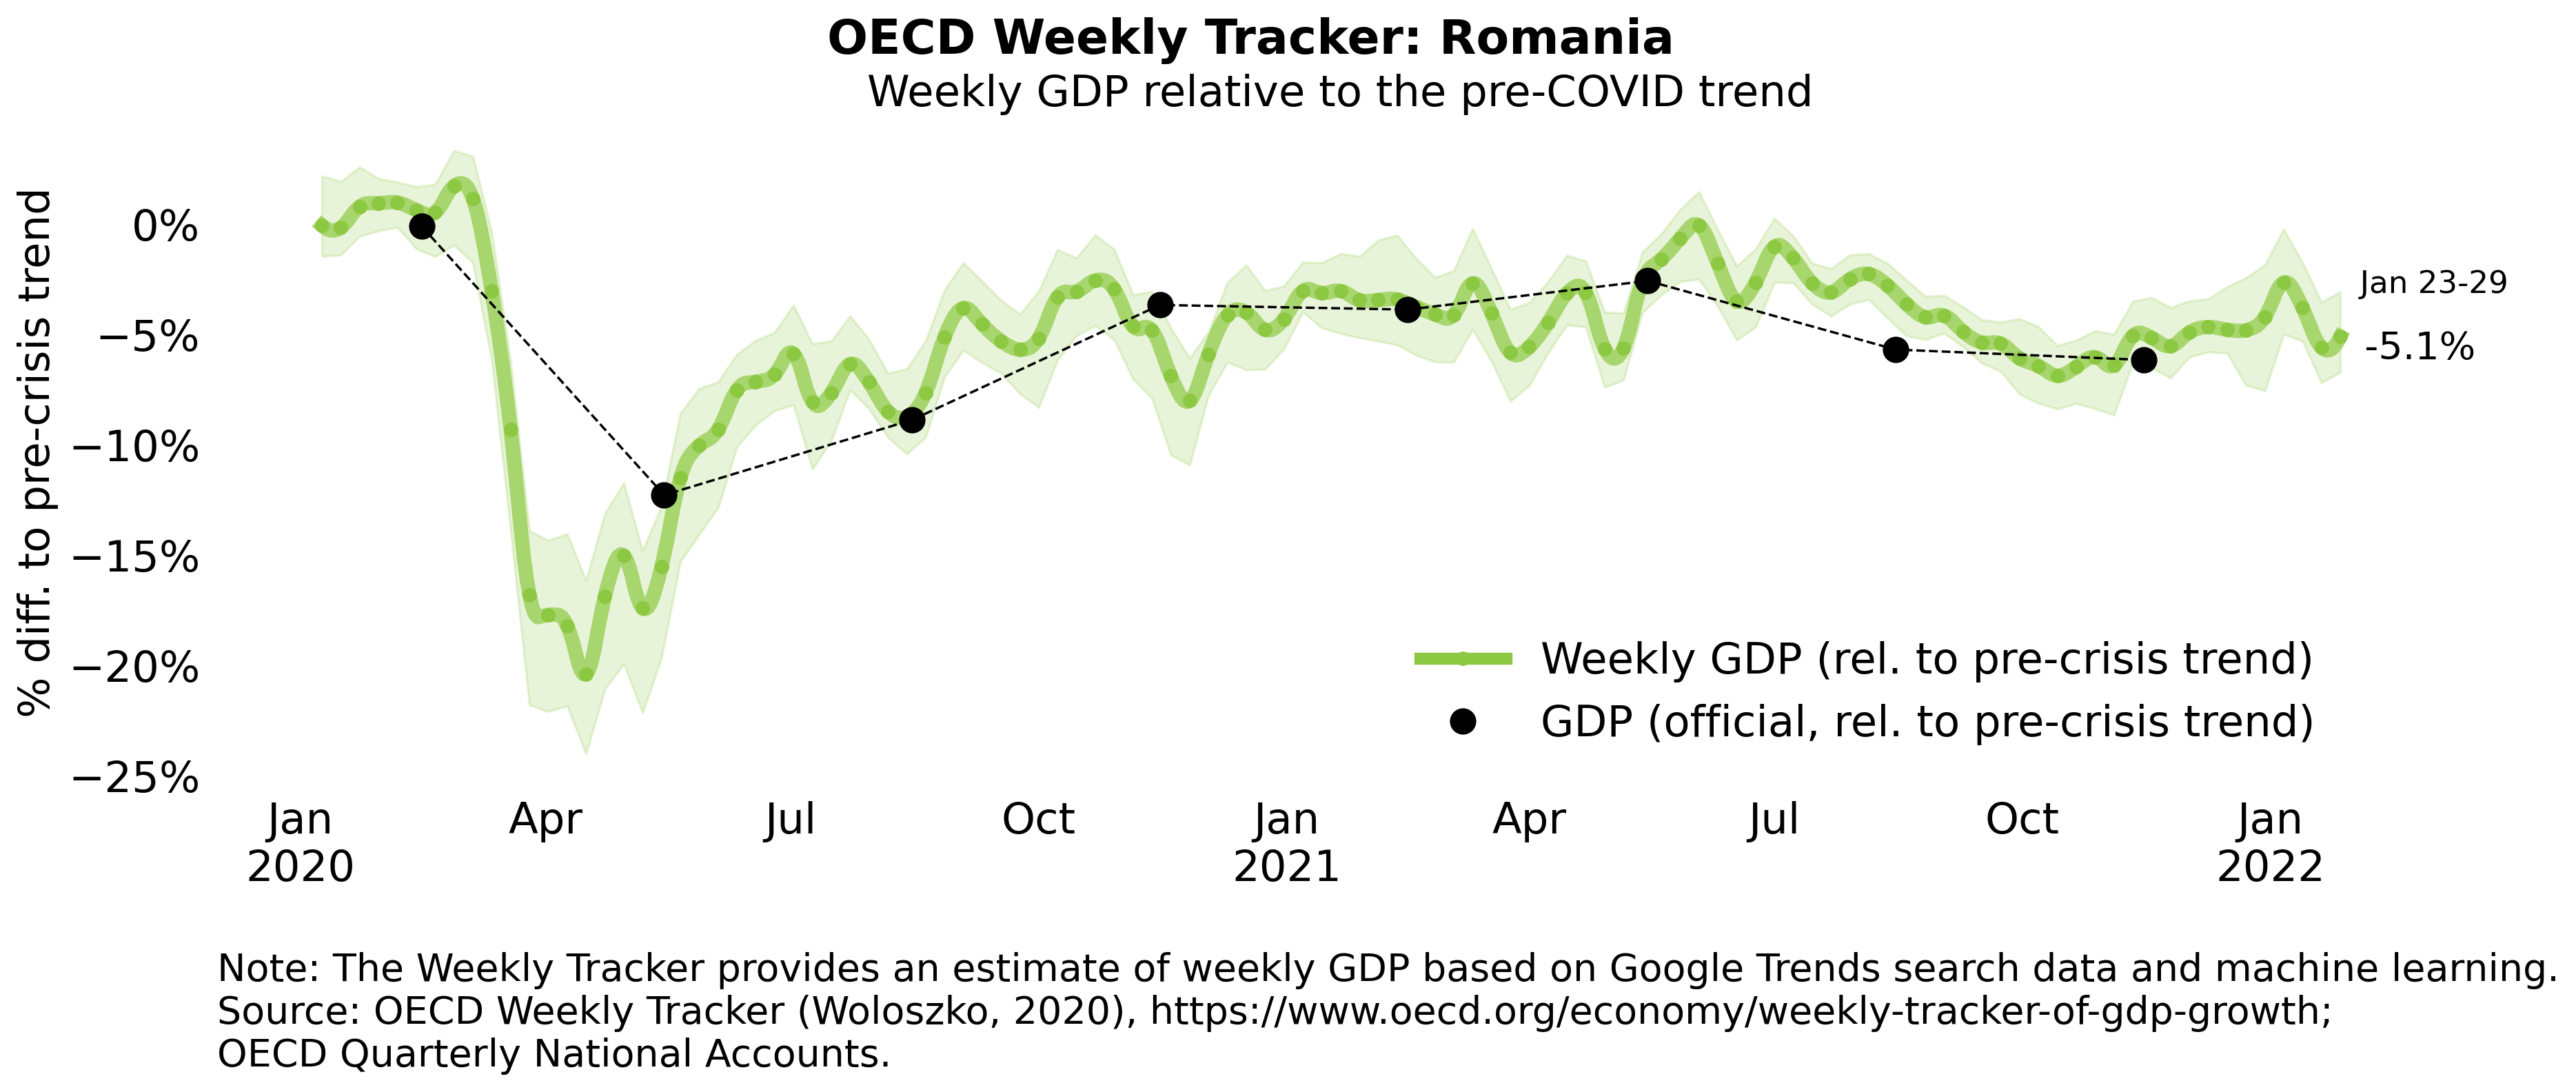 OECD Weekly Tracker: Romania
Weekly GDP relative to the pre-COVID trend
% diff. to pre-crisis trend
0%
−5%
−10%
−15%
−20%
−25%
Jan 23-29
-5.1%
Weekly GDP (rel. to pre-crisis trend)
GDP (official, rel. to pre-crisis trend)
Jan Apr Jul Oct Jan Apr Jul Oct Jan
2020 2021 2022
Note: The Weekly Tracker provides an estimate of weekly GDP based on Google Trends search data and machine learning.
Source: OECD Weekly Tracker (Woloszko, 2020), https://www.oecd.org/economy/weekly-tracker-of-gdp-growth;
OECD Quarterly National Accounts.